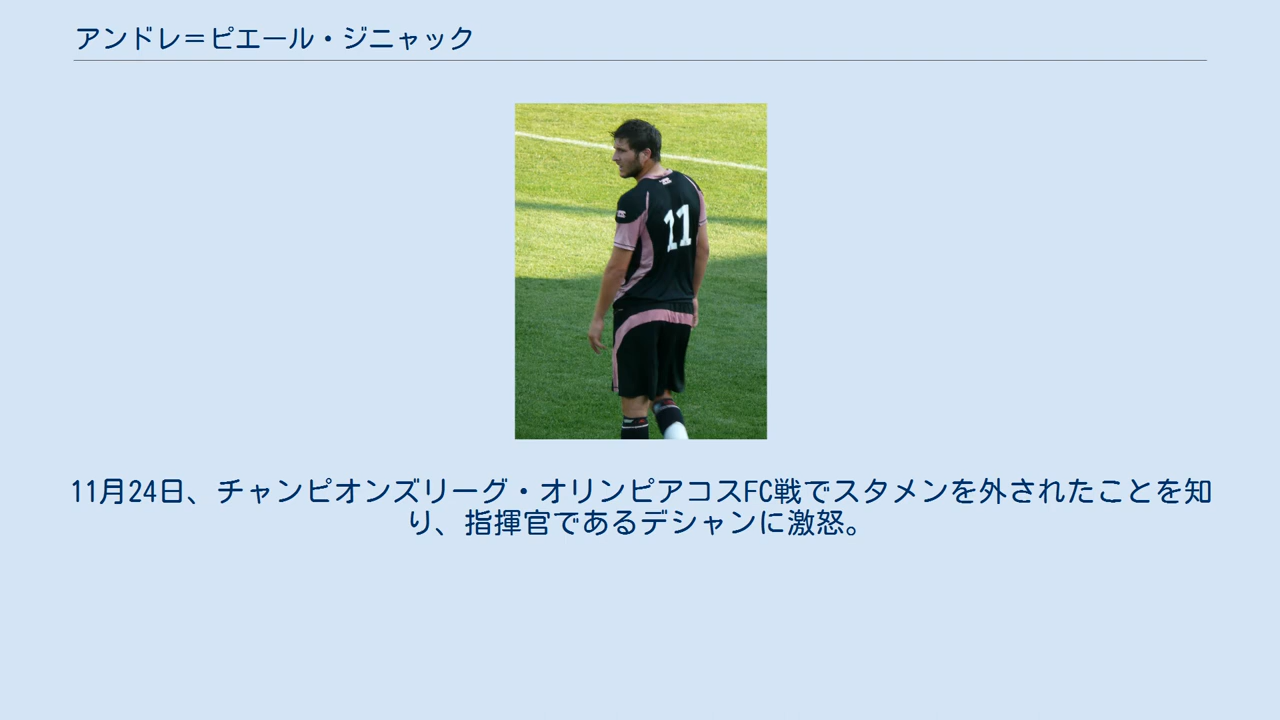 アンドレ＝ピエール・ジニャック
11
11月24日、チャンピオンズリーグ・オリンピアコスFC戦でスタメンを外されたことを知
り、指揮官であるデシャンに激怒。